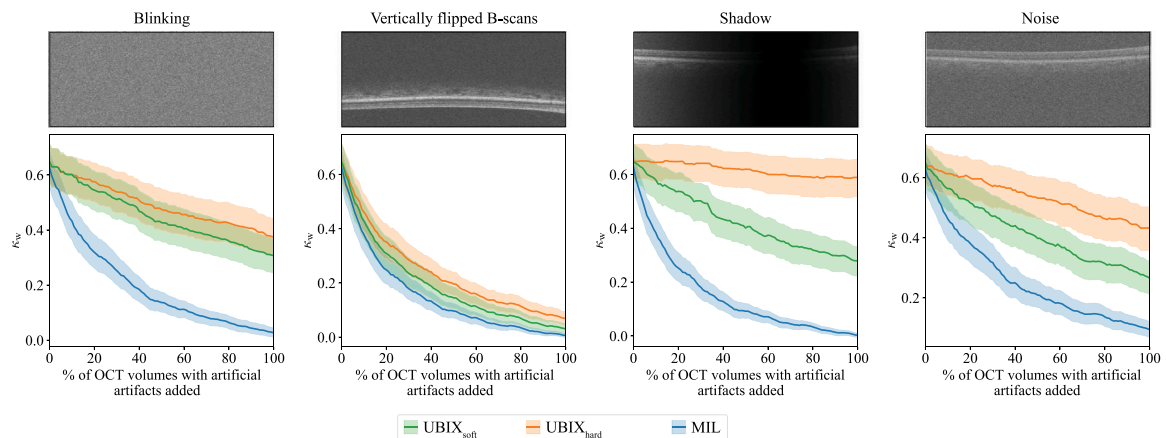 Blinking
Vertically flipped B-scans
Shadow
Noise
0.6
0.4
0.2
0.0
κw
0 20 40 60 80 100
% of OCT volumes with artificial
artifacts added
0.6
0.4
0.2
0.0
κw
0 20 40 60 80 100
% of OCT volumes with artificial
artifacts added
0.6
0.4
0.2
0.0
κw
0 20 40 60 80 100
% of OCT volumes with artificial
artifacts added
0.6
0.4
0.2
κw
0 20 40 60 80 100
% of OCT volumes with artificial
artifacts added
UBIXsoft UBIXhard MIL